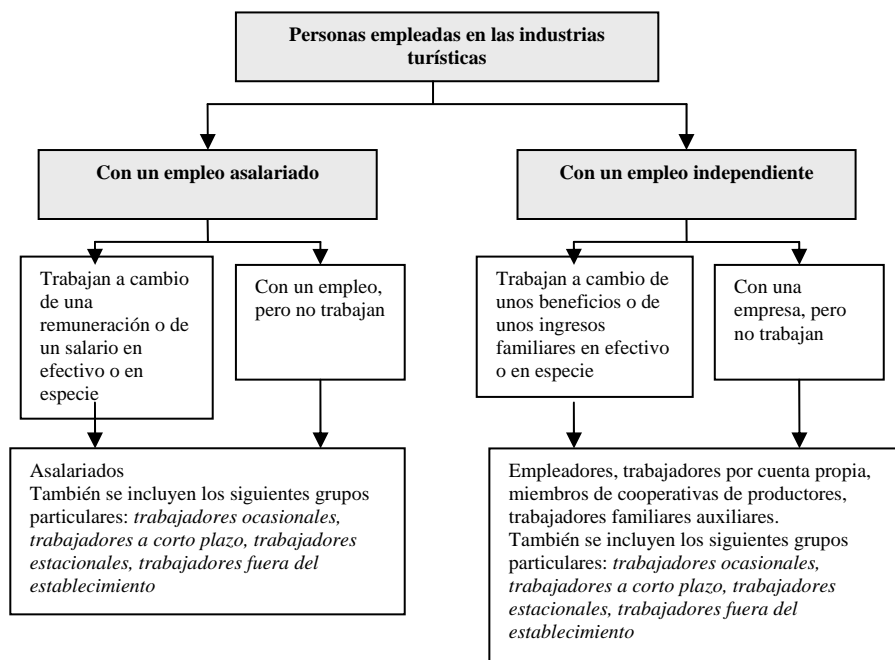 Personas empleadas en las industrias
turísticas
Con un empleo asalariado
Con un empleo independiente
Trabajan a cambio
de una
remuneración o de
un salario en
efectivo o en
especie
Con un empleo,
pero no trabajan
Trabajan a cambio de
unos beneficios o de
unos ingresos
familiares en efectivo
o en especie
Con una
empresa, pero
no trabajan
Asalariados
También se incluyen los siguientes grupos
particulares: trabajadores ocasionales,
trabajadores a corto plazo, trabajadores
estacionales, trabajadores fuera del
establecimiento
Empleadores, trabajadores por cuenta propia,
miembros de cooperativas de productores,
trabajadores familiares auxiliares.
También se incluyen los siguientes grupos
particulares: trabajadores ocasionales,
trabajadores a corto plazo, trabajadores
estacionales, trabajadores fuera del
establecimiento